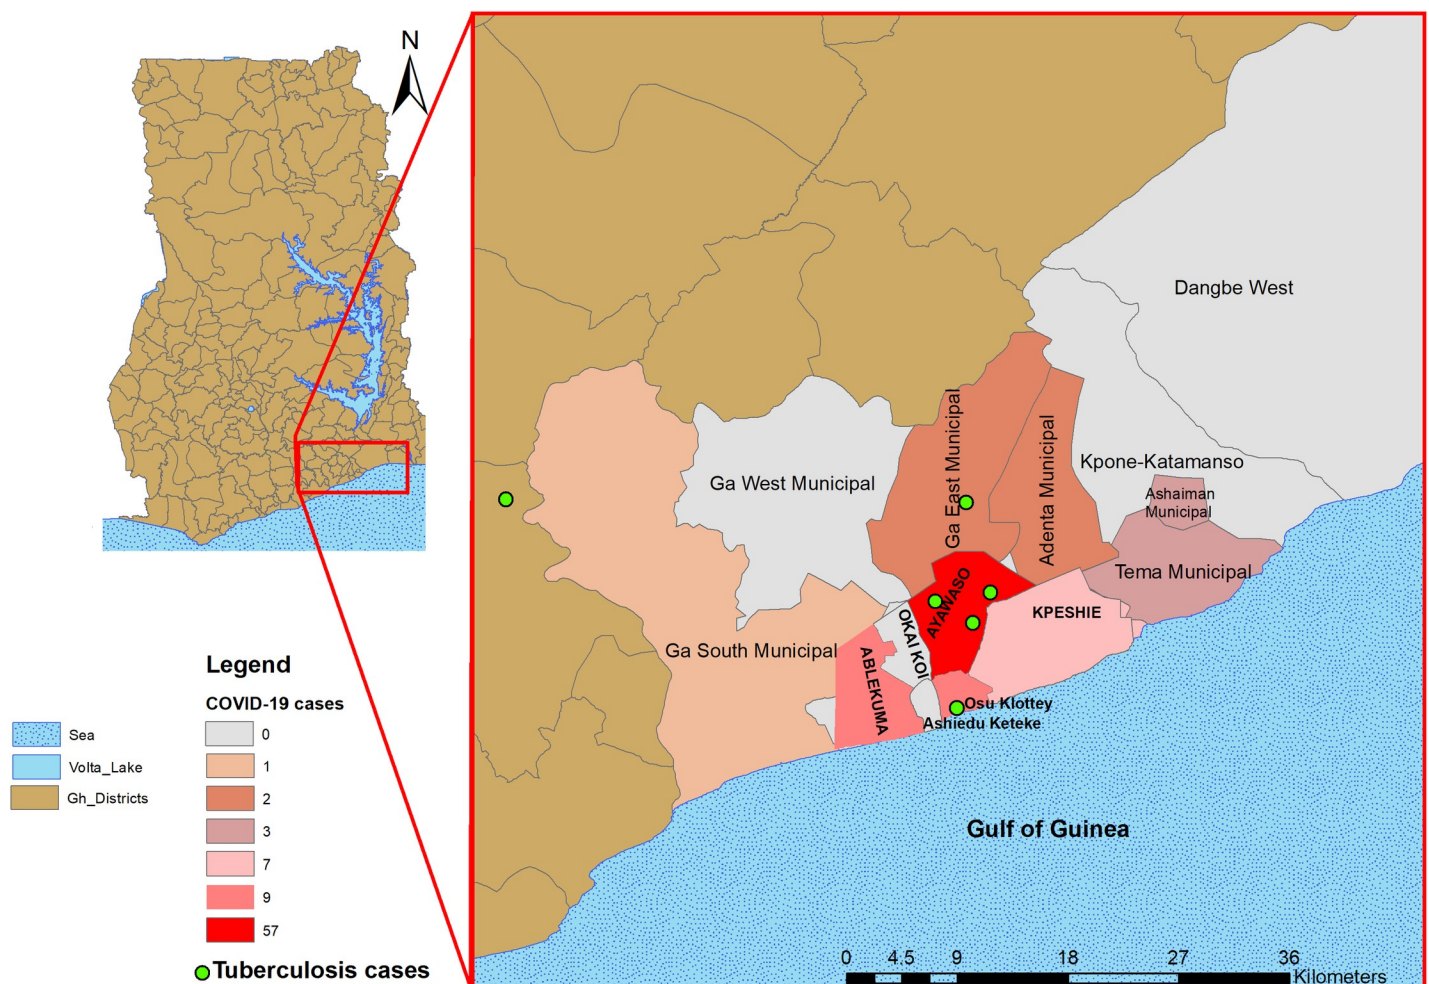 N
Dangbe West
Ga East Municipal
Adenta Municipal
Kpone-Katamanso
Ga West Municipal
Ashaiman
Municipal
Tema Municipal
AYAWASO
KPESHIE
OKAI KOI
Ga South Municipal
ABLEKUMA
Osu Klottey
Ashiedu Keteke
Gulf of Guinea
Legend
COVID-19 cases
0
1
2
3
7
9
57
Tuberculosis cases
Sea
Volta_Lake
Gh_Districts
0 4.5 9 18 27 36
Kilometers